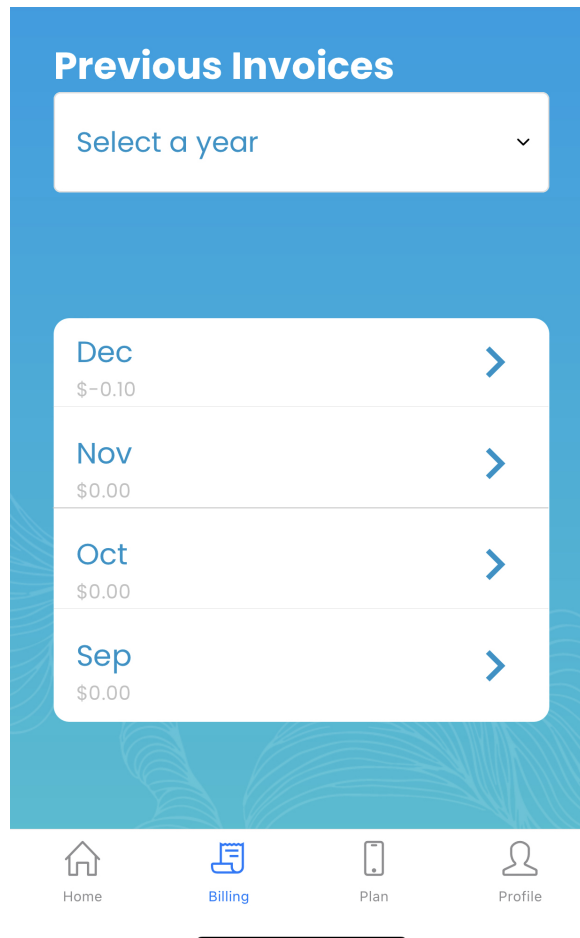 Previous Invoices
Select a year
Dec
$-0.10
Nov
$0.00
Oct
$0.00
Sep
$0.00
Home
Billing
Plan
Profile